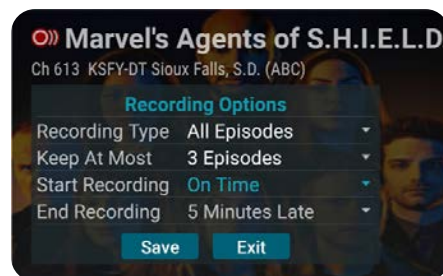 Marvel's Agents of S.H.I.E.L.D
Ch 613 KSFY-DT Sioux Falls, S.D. (ABC)
Recording Options
Recording Type All Episodes
Keep At Most 3 Episodes
Start Recording On Time
End Recording 5 Minutes Late
Save Exit